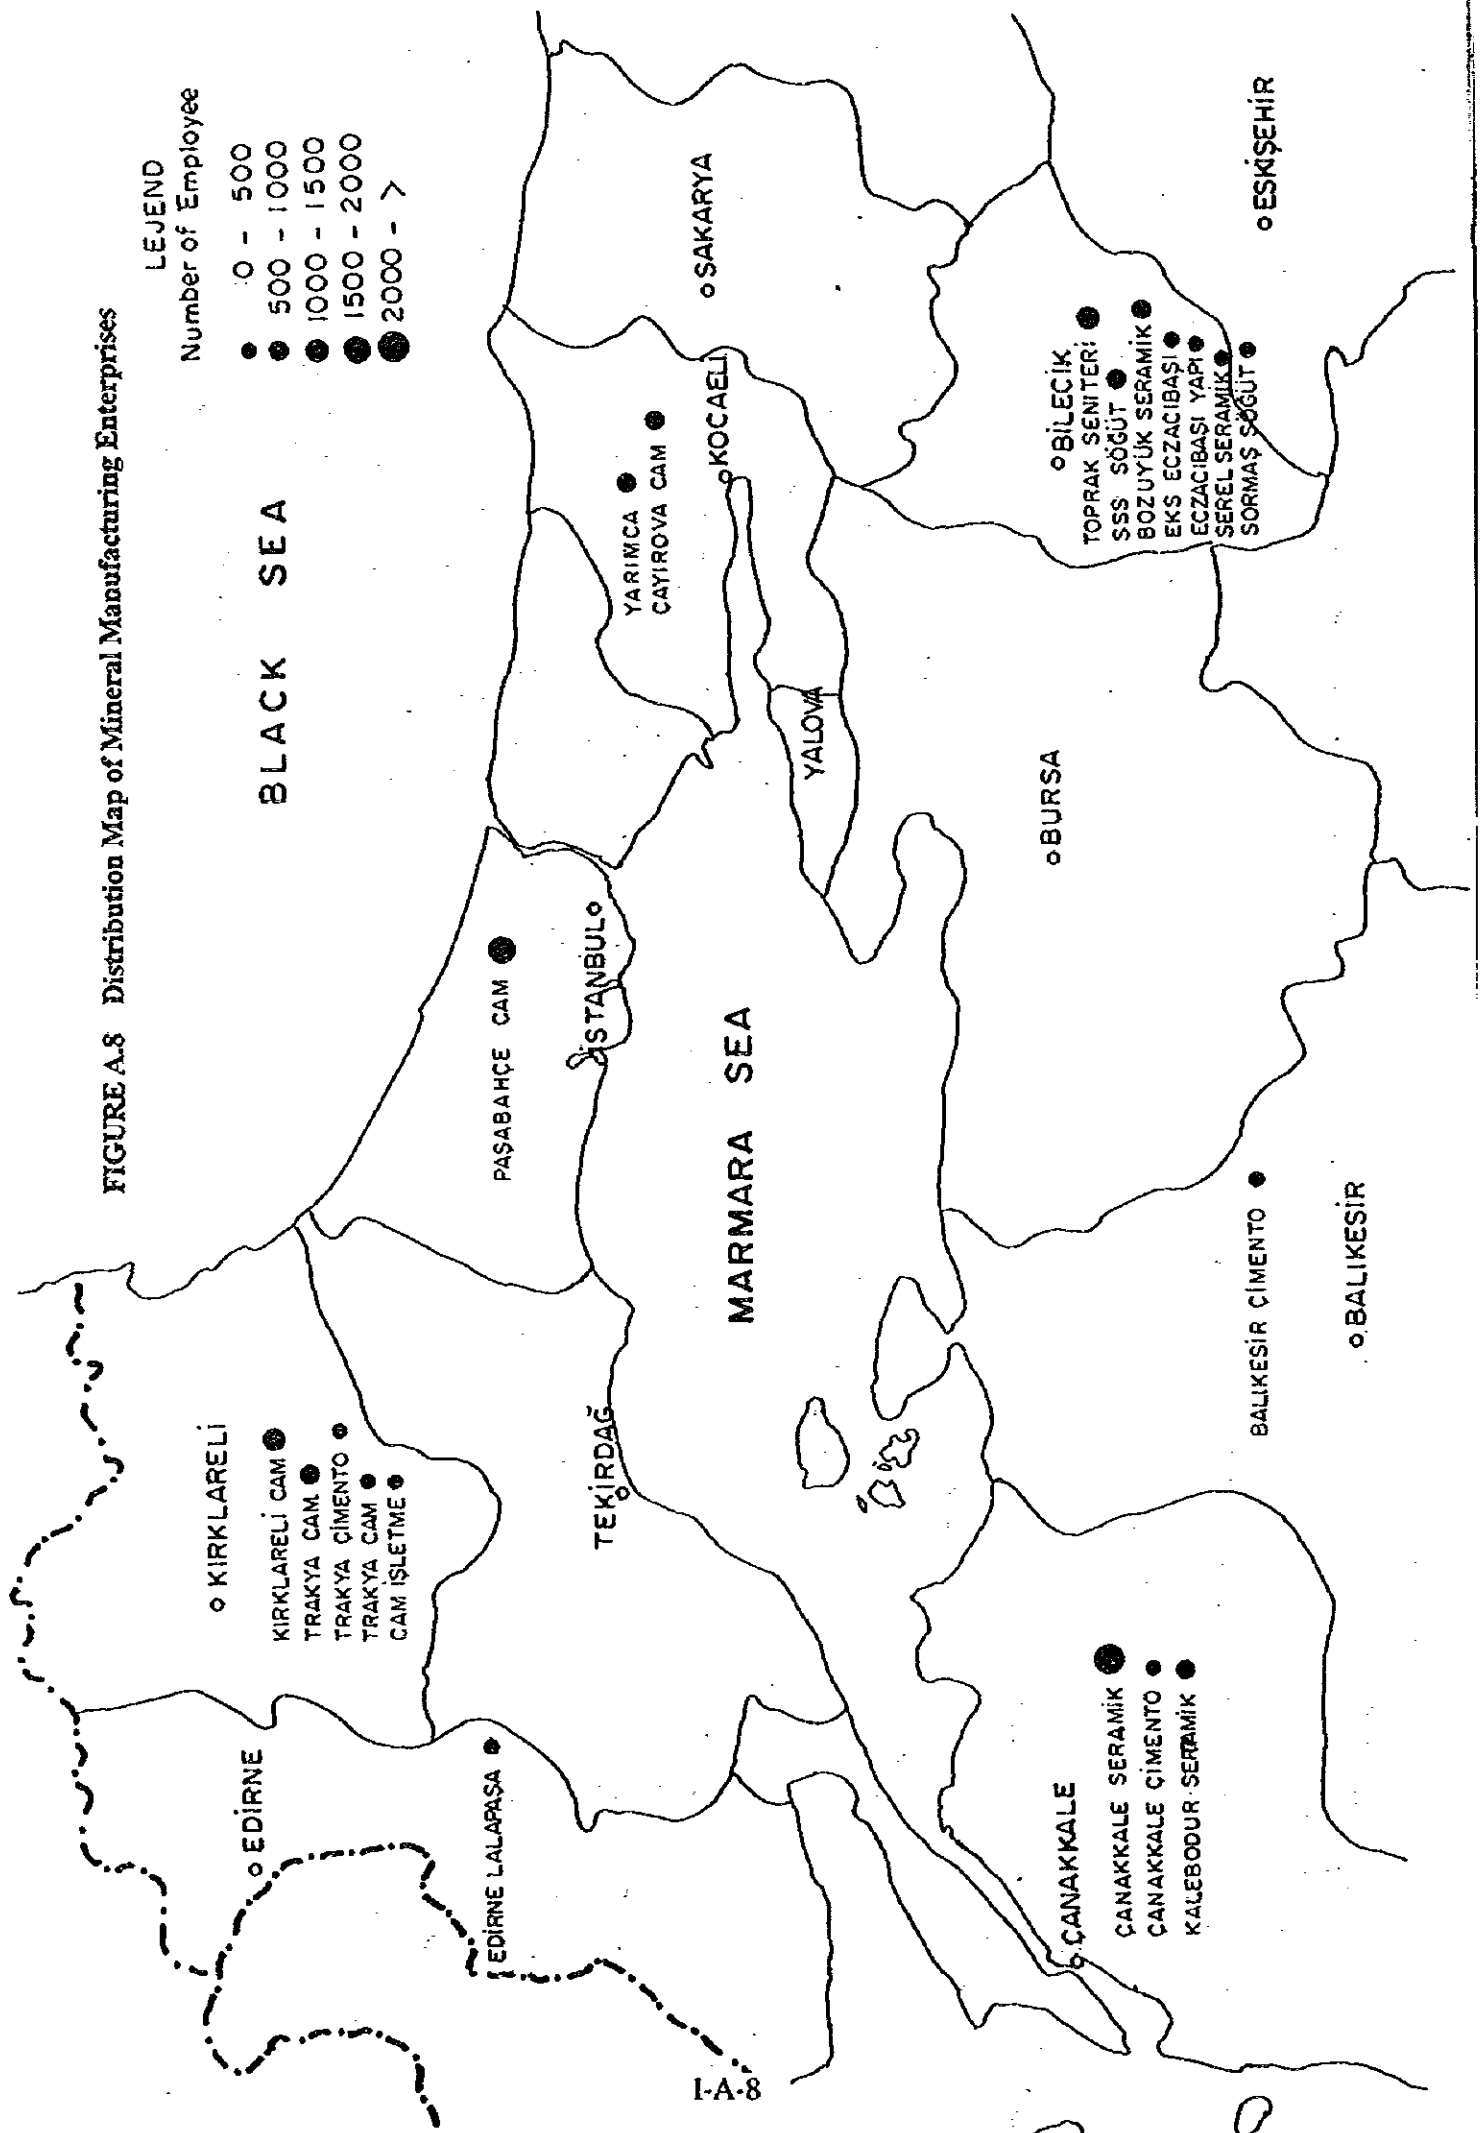 FIGURE A.8 Distribution Map of Mineral Manufacturing Enterprises
LEJEND
Number of Employee
0 - 500
500 - 1000
1000 - 1500
1500 - 2000
2000 - >
BLACK SEA
KIRKLARELİ
KIRKLARELİ CAM
TRAKYA CAM
TRAKYA ÇİMENTO
TRAKYA CAM
CAM İŞLETME
EDİRNE
EDİRNE LALAPAŞA
TEKİRDAĞ
PAŞABAHÇE CAM
İSTANBUL
YARIMCA
ÇAYIROVA CAM
KOCAELİ
SAKARYA
YALOVA
MARMARA SEA
BURSA
BİLECİK
TOPRAK SENİTERİ
SSS SÖĞÜT
BOZUYÜK SERAMİK
EKS ECZACIBAŞI
ECZACIBAŞI YAPI
SEREL SERAMİK
SORMAŞ SÖĞÜT
ESKİŞEHİR
ÇANAKKALE
ÇANAKKALE SERAMİK
ÇANAKKALE ÇİMENTO
KALEBODUR SERAMİK
BALIKESİR ÇİMENTO
BALIKESİR
I-A-8